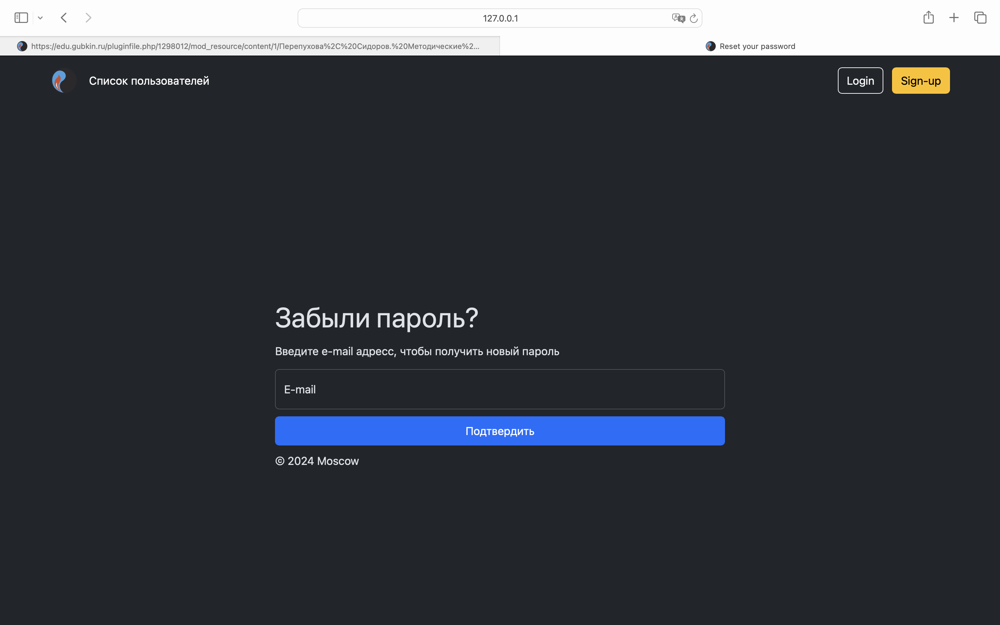 127.0.0.1
https://edu.gubkin.ru/pluginfile.php/1298012/mod_resource/content/1/Перепухова%2C%20Сидоров.%20Методические%2...
Reset your password
Список пользователей
Login
Sign-up
Забыли пароль?
Введите e-mail адресс, чтобы получить новый пароль
E-mail
Подтвердить
© 2024 Moscow